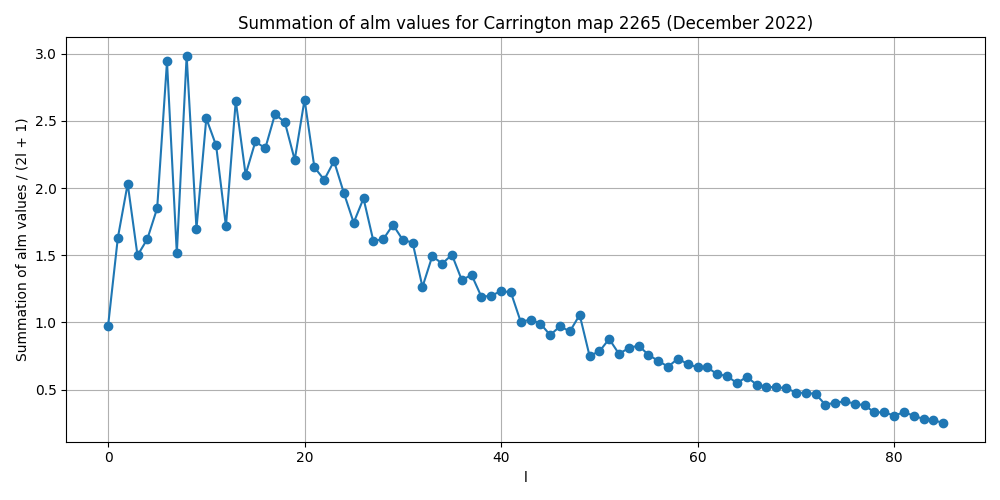 Summation of alm values for Carrington map 2265 (December 2022)
3.0
2.5
2.0
1.5
1.0
0.5
Summation of alm values / (2l + 1)
0 20 40 60 80
l